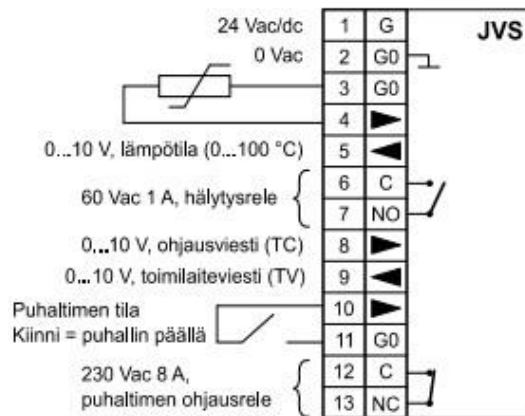 JVS
24 Vac/dc 1 G
0 Vac 2 G0
3 G0
4
0...10 V, lämpötila (0...100 °C) 5
60 Vac 1 A, hälytysrele
6 C
7 NO
0...10 V, ohjausviesti (TC) 8
0...10 V, toimilaiteviesti (TV) 9
Puhaltimen tila
Kiinni = puhallin päällä
10
11 G0
230 Vac 8 A,
puhaltimen ohjausrele
12 C
13 NC